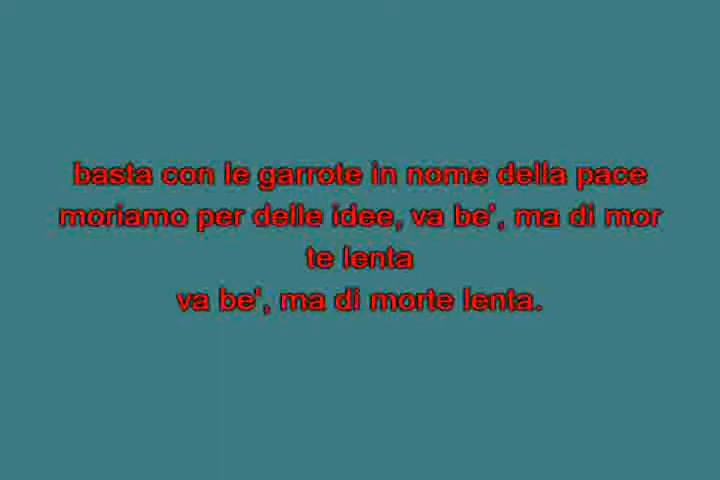 basta con le garrote in nome della pace
moriamo per delle idee, va be', ma di mor
te lenta
va be', ma di morte lenta.